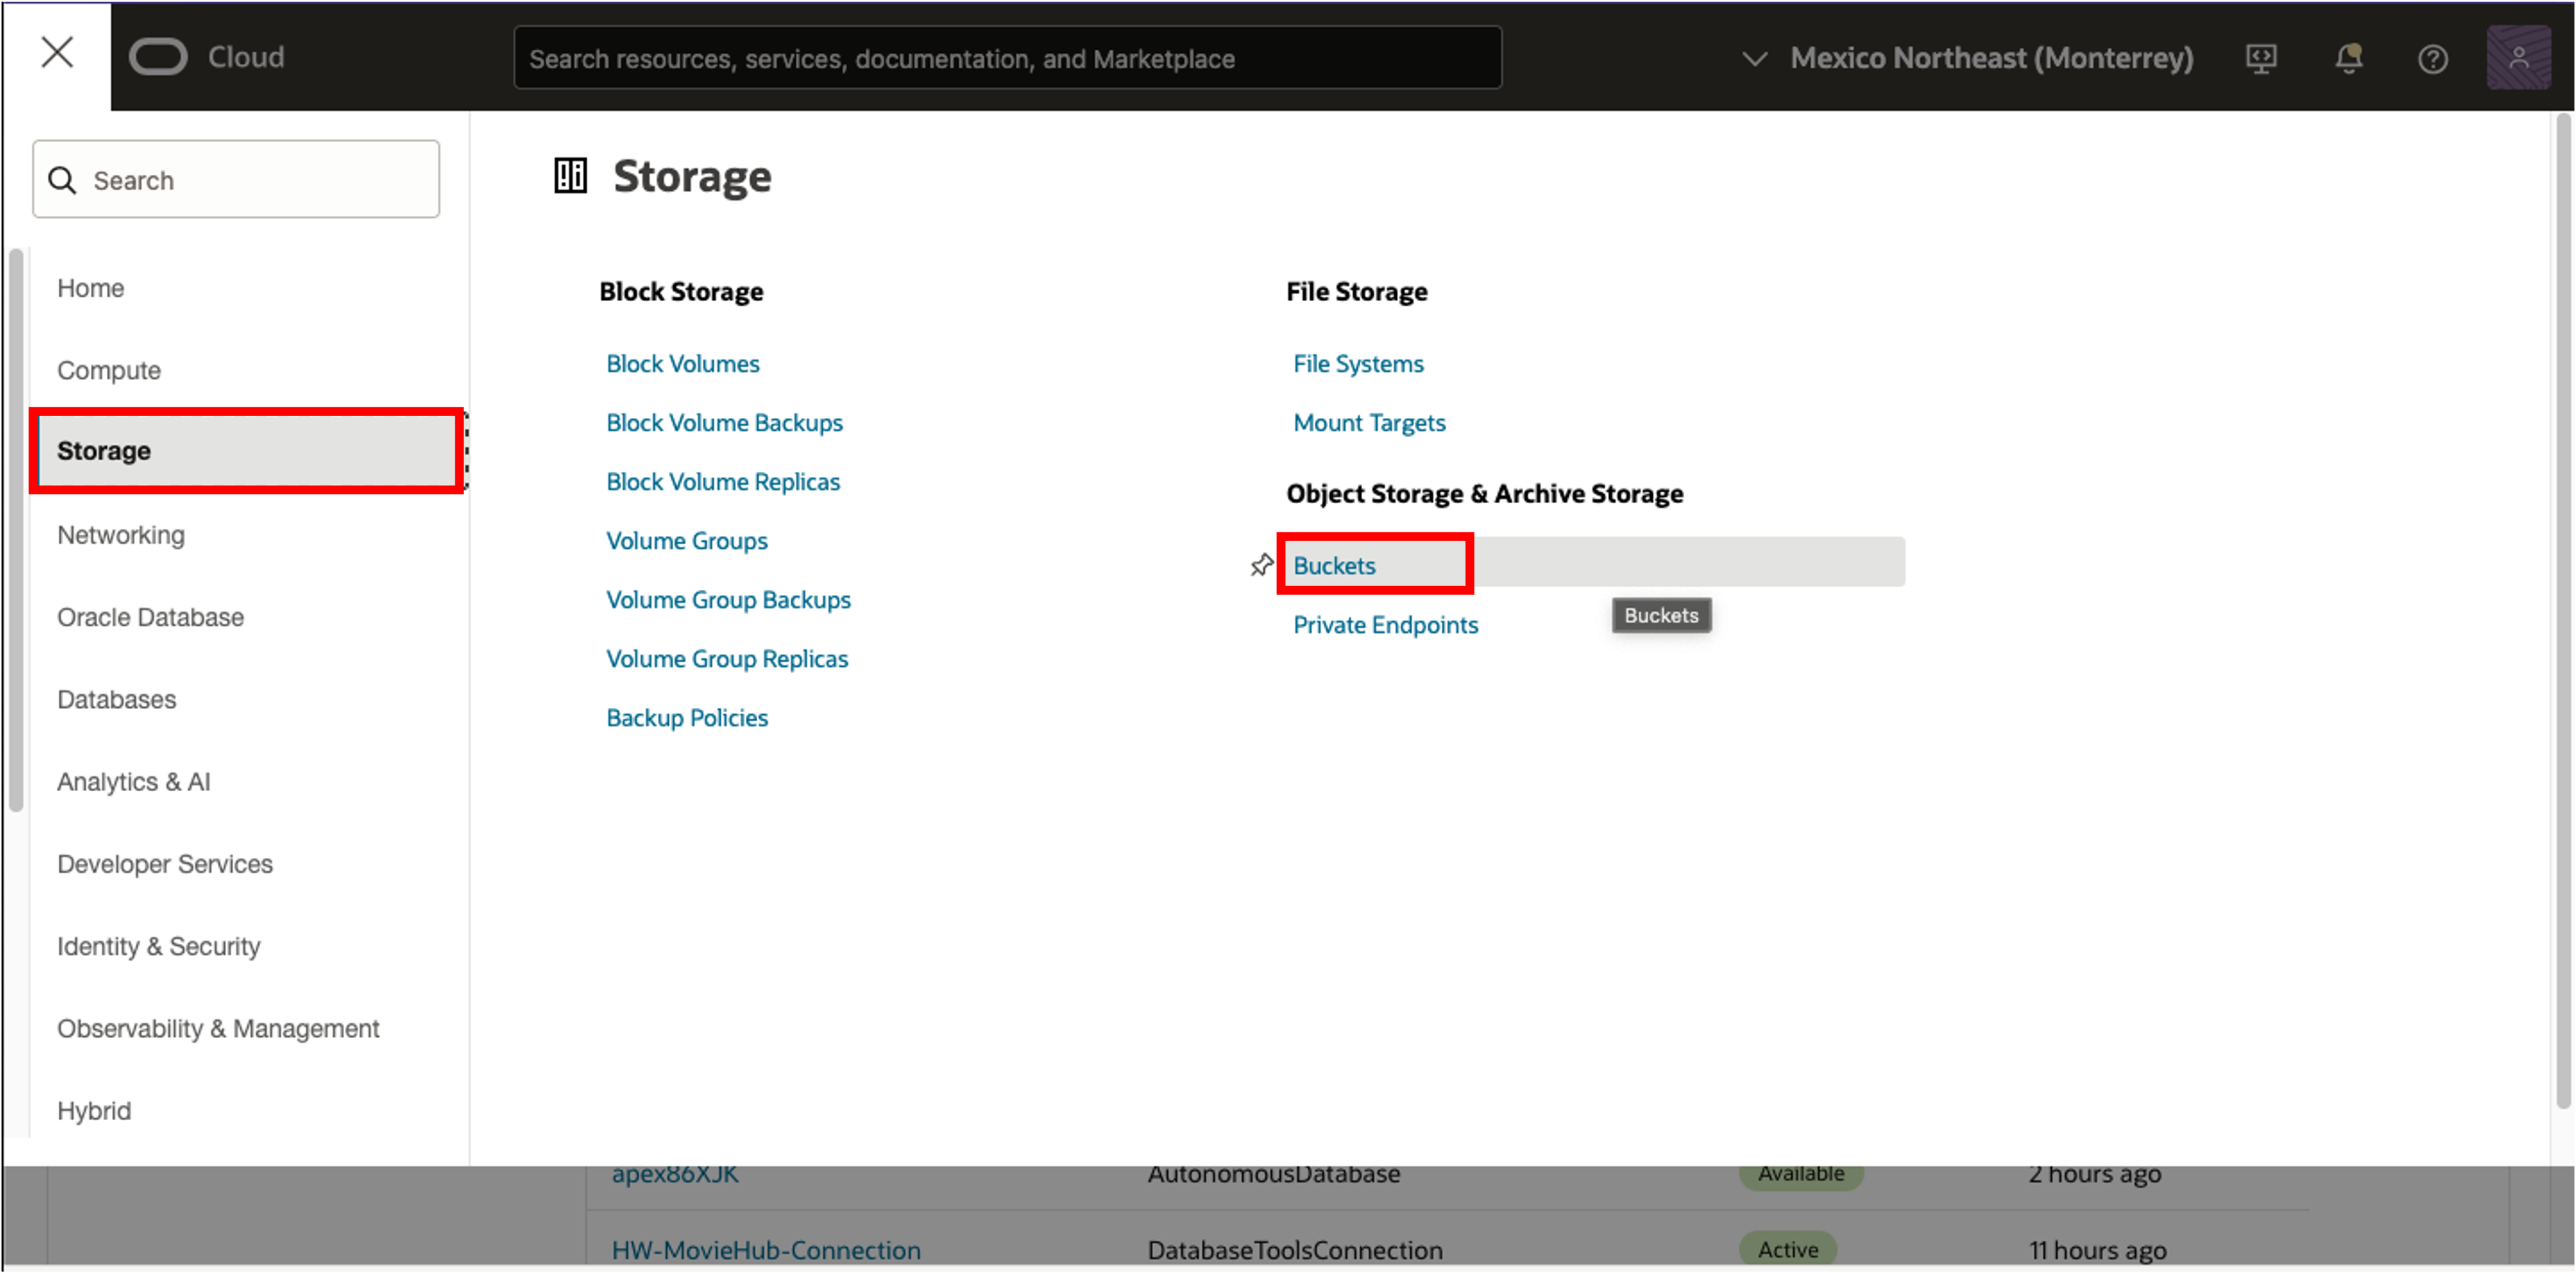 Cloud
Search resources, services, documentation, and Marketplace
Mexico Northeast (Monterrey)
Search
Home
Compute
Storage
Networking
Oracle Database
Databases
Analytics & AI
Developer Services
Identity & Security
Observability & Management
Hybrid
Storage
Block Storage
Block Volumes
Block Volume Backups
Block Volume Replicas
Volume Groups
Volume Group Backups
Volume Group Replicas
Backup Policies
File Storage
File Systems
Mount Targets
Object Storage & Archive Storage
Buckets
Buckets
Private Endpoints
apex86XJK AutonomousDatabase Available 2 hours ago
HW-MovieHub-Connection DatabaseToolsConnection Active 11 hours ago